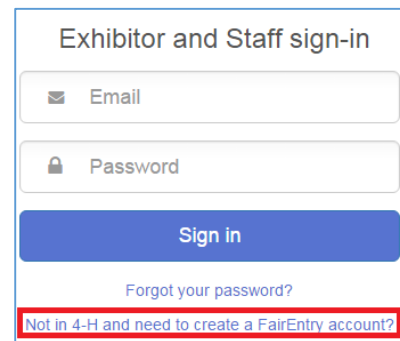 Exhibitor and Staff sign-in
Email
Password
Sign in
Forgot your password?
Not in 4-H and need to create a FairEntry account?